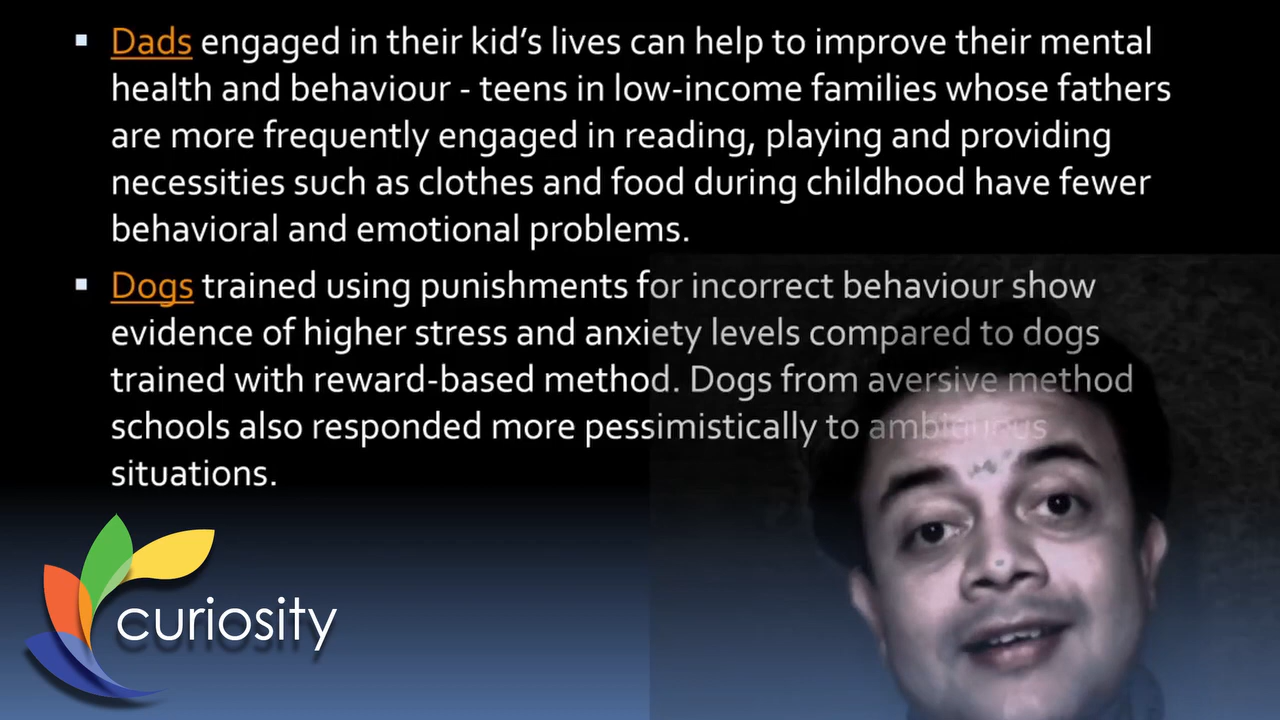 Dads engaged in their kid's lives can help to improve their mental
health and behaviour - teens in low-income families whose fathers
are more frequently engaged in reading, playing and providing
necessities such as clothes and food during childhood have fewer
behavioral and emotional problems.
Dogs trained using punishments for incorrect behaviour show
evidence of higher stress and anxiety levels compared to dogs
trained with reward-based method. Dogs from aversive method
schools also responded more pessimistically to ambiguous
situations.
curiosity